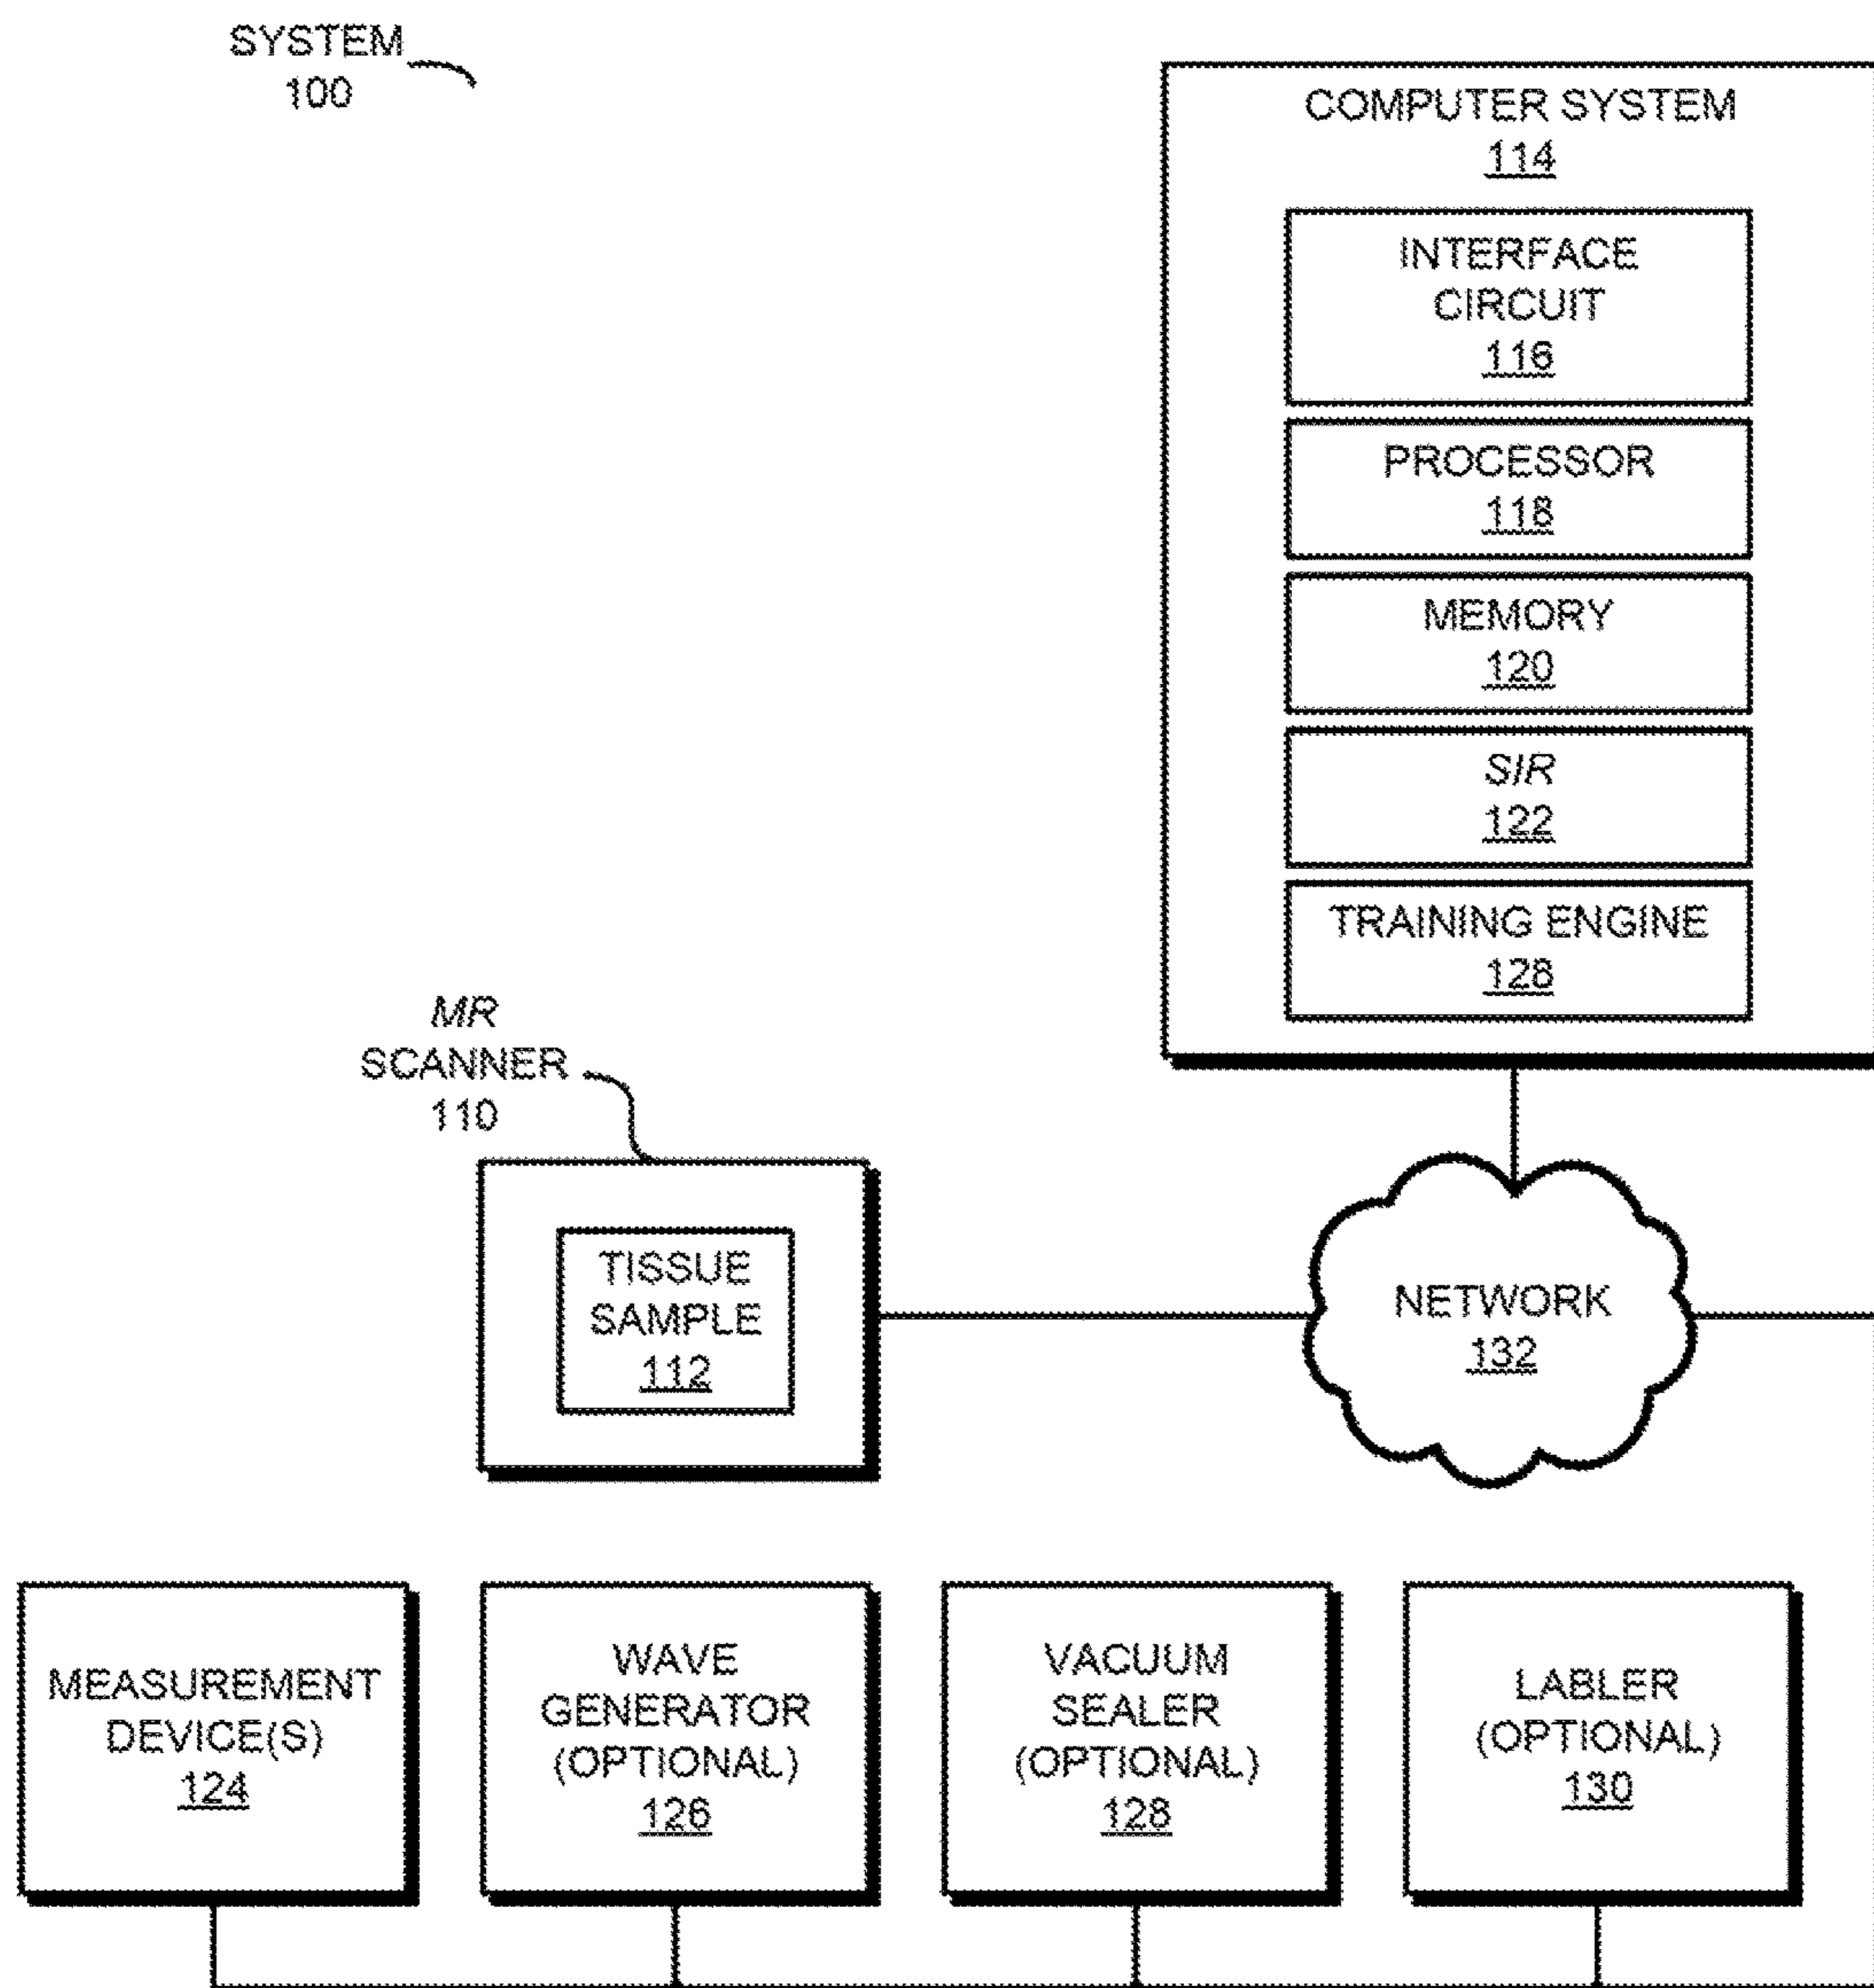 SYSTEM
100
COMPUTER SYSTEM
114
INTERFACE
CIRCUIT
116
PROCESSOR
118
MEMORY
120
SIR
122
TRAINING ENGINE
128
MR
SCANNER
110
TISSUE
SAMPLE
112
NETWORK
132
MEASUREMENT
DEVICE(S)
124
WAVE
GENERATOR
(OPTIONAL)
126
VACUUM
SEALER
(OPTIONAL)
128
LABLER
(OPTIONAL)
130